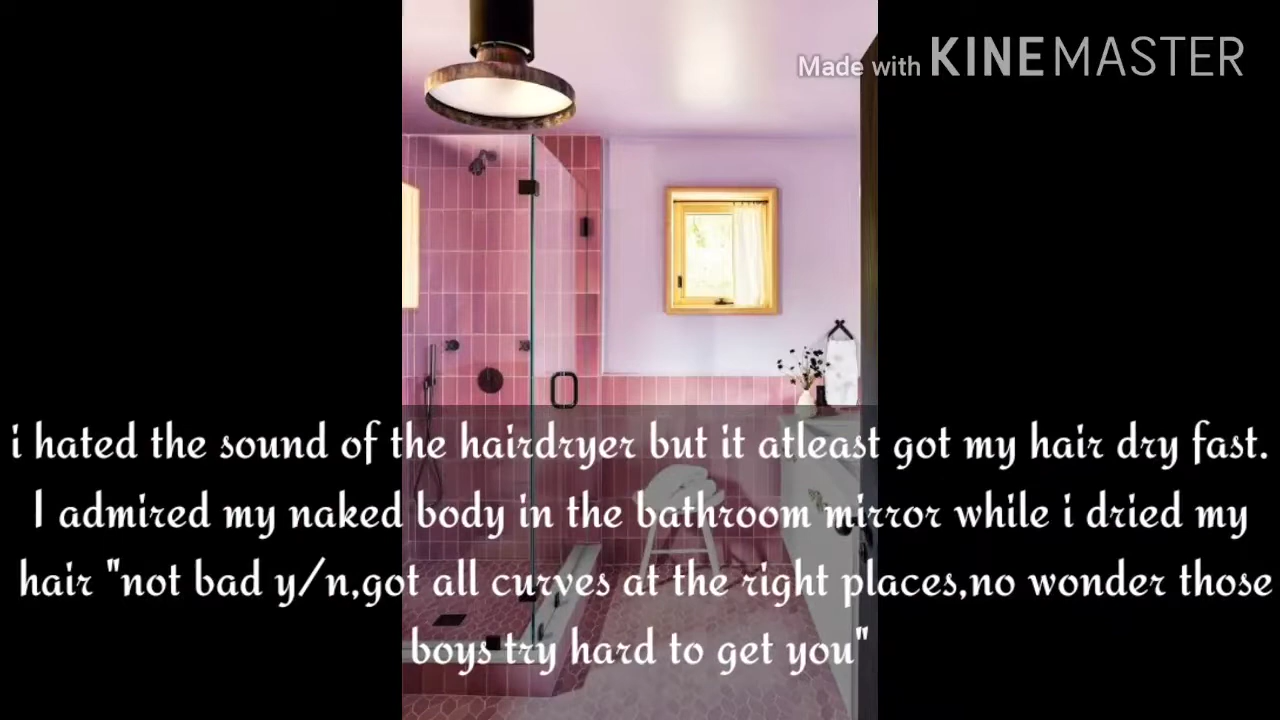 Made with KINEMASTER
i hated the sound of the hairdryer but it atleast got my hair dry fast.
I admired my naked body in the bathroom mirror while i dried my
hair "not bad y/n,got all curves at the right places,no wonder those
boys try hard to get you"